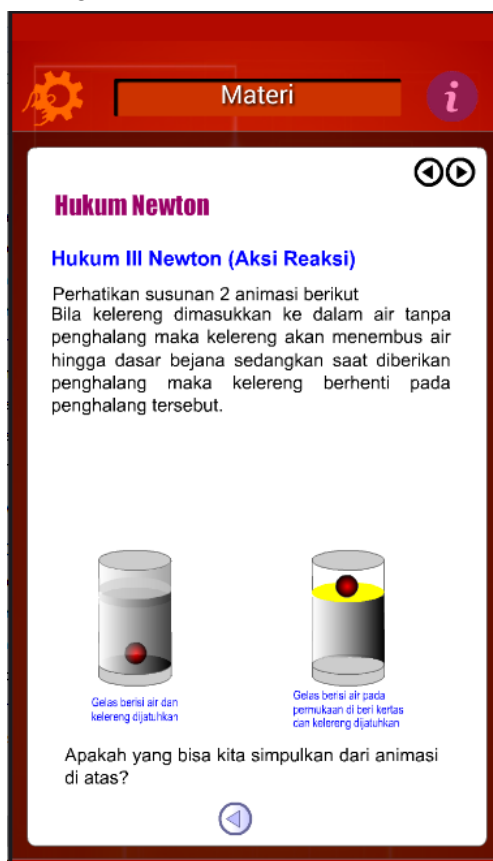 Materi
i
Hukum Newton
Hukum III Newton (Aksi Reaksi)
Perhatikan susunan 2 animasi berikut
Bila kelereng dimasukkan ke dalam air tanpa
penghalang maka kelereng akan menembus air
hingga dasar bejana sedangkan saat diberikan
penghalang maka kelereng berhenti pada
penghalang tersebut.
Gelas berisi air dan
kelereng dijatuhkan
Gelas berisi air pada
permukaan di beri kertas
dan kelereng dijatuhkan
Apakah yang bisa kita simpulkan dari animasi
di atas?